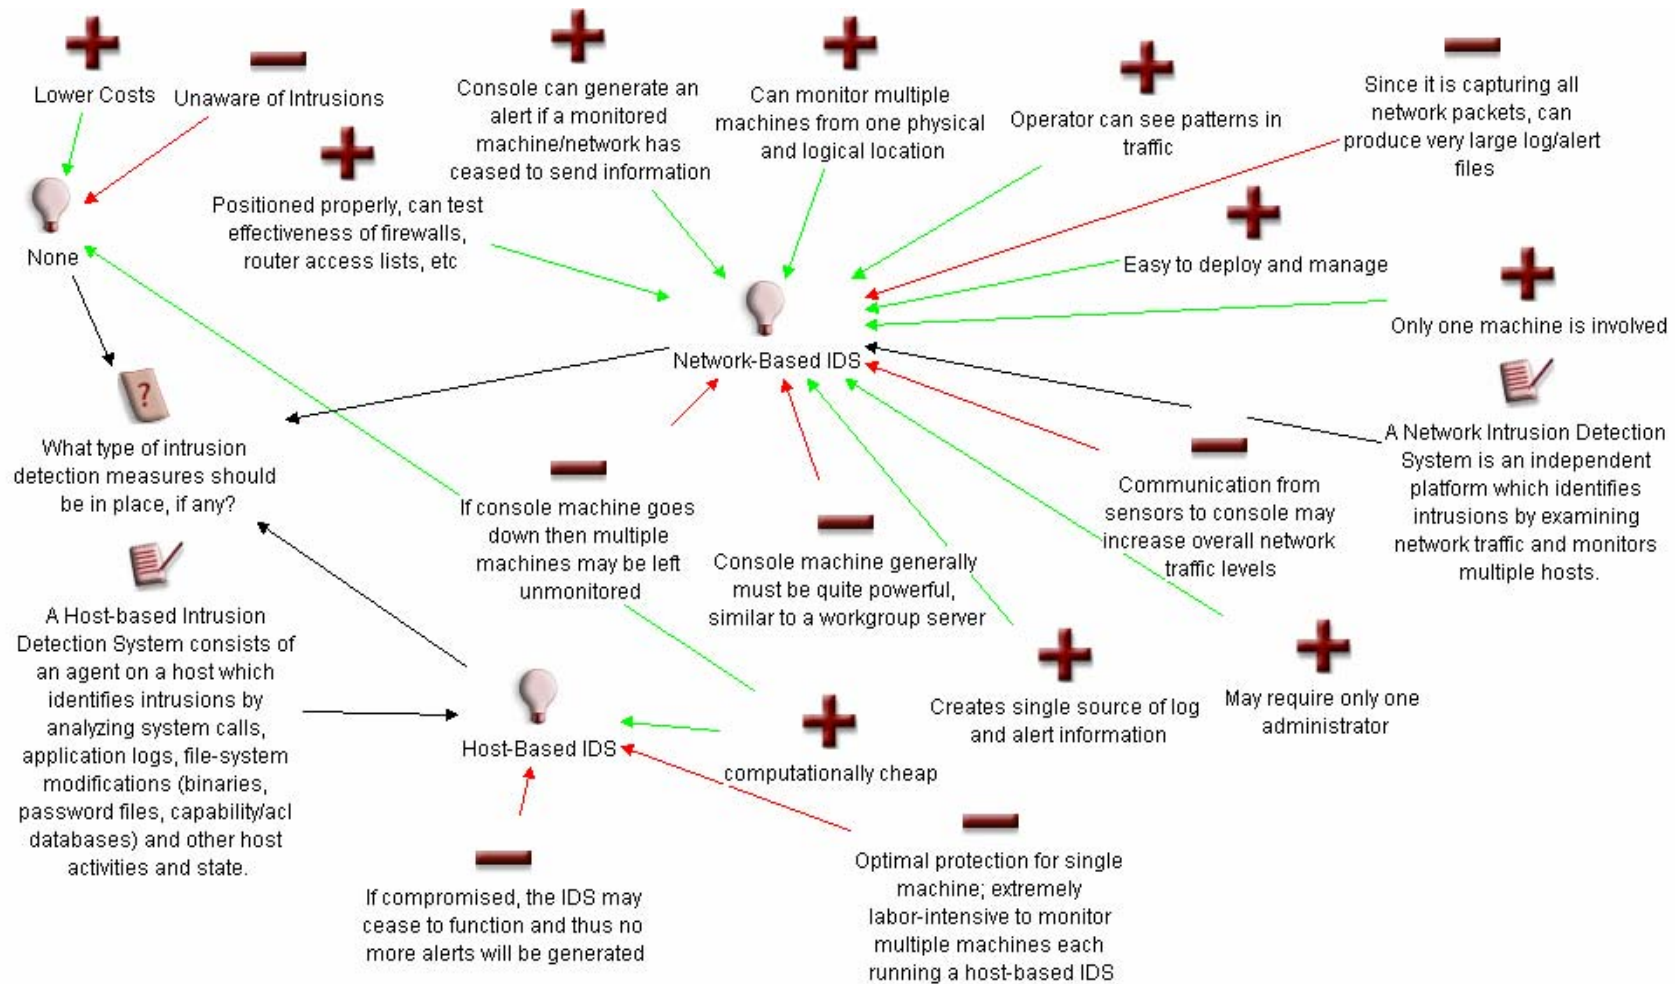 Lower Costs
Unaware of Intrusions
Console can generate an
alert if a monitored
machine/network has
ceased to send information
Can monitor multiple
machines from one physical
and logical location
Operator can see patterns in
traffic
Since it is capturing all
network packets, can
produce very large log/alert
files
Positioned properly, can test
effectiveness of firewalls,
router access lists, etc
None
Easy to deploy and manage
Only one machine is involved
Network-Based IDS
?
What type of intrusion
detection measures should
be in place, if any?
A Network Intrusion Detection
System is an independent
platform which identifies
intrusions by examining
network traffic and monitors
multiple hosts.
If console machine goes
down then multiple
machines may be left
unmonitored
Console machine generally
must be quite powerful,
similar to a workgroup server
Communication from
sensors to console may
increase overall network
traffic levels
A Host-based Intrusion
Detection System consists of
an agent on a host which
identifies intrusions by
analyzing system calls,
application logs, file-system
modifications (binaries,
password files, capability/acl
databases) and other host
activities and state.
Host-Based IDS
computationally cheap
Creates single source of log
and alert information
May require only one
administrator
If compromised, the IDS may
cease to function and thus no
more alerts will be generated
Optimal protection for single
machine; extremely
labor-intensive to monitor
multiple machines each
running a host-based IDS